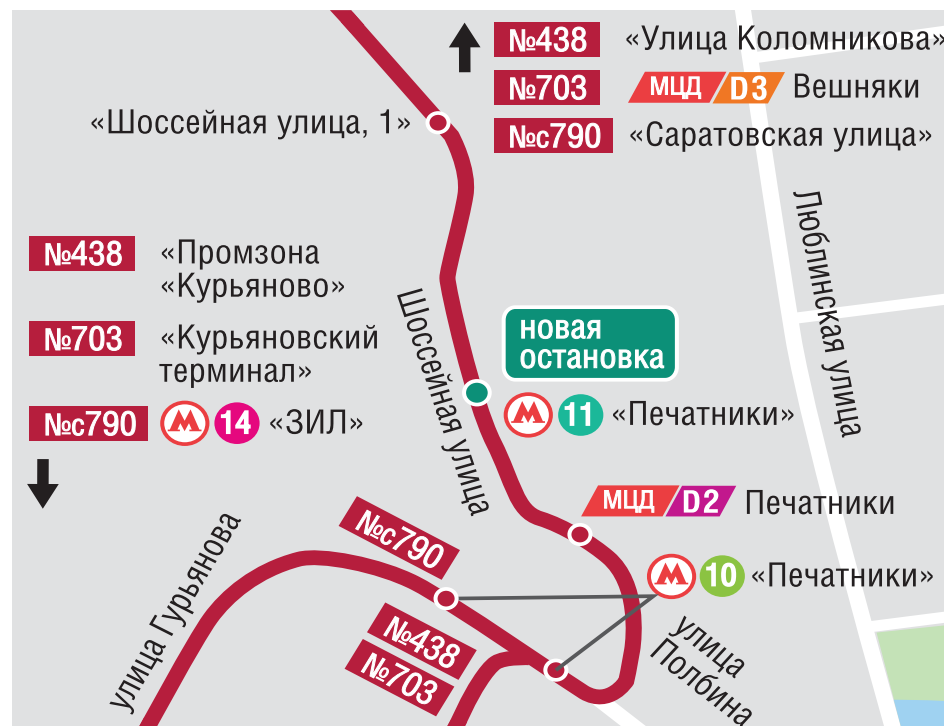 №438 «Улица Коломникова»
№703 МЦД D3 Вешняки
№с790 «Саратовская улица»
«Шоссейная улица, 1»
№438 «Промзона
«Курьяново»
№703 «Курьяновский
терминал»
№с790 М 14 «ЗИЛ»
Шоссейная улица
Люблинская улица
новая
остановка
М 11 «Печатники»
МЦД D2 Печатники
М 10 «Печатники»
№с790
№438
№703
улица Гурьянова
улица
Полбина